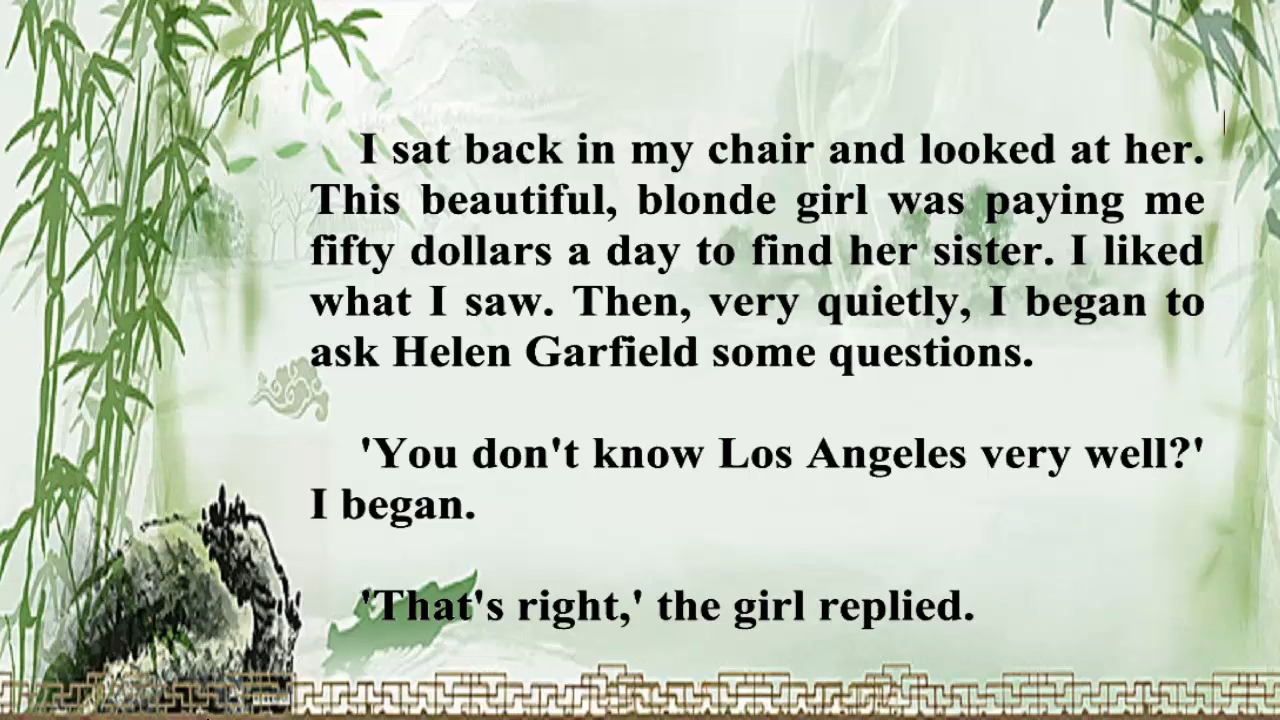 I sat back in my chair and looked at her.
This beautiful, blonde girl was paying me
fifty dollars a day to find her sister. I liked
what I saw. Then, very quietly, I began to
ask Helen Garfield some questions.
'You don't know Los Angeles very well?'
I began.
'That's right,' the girl replied.